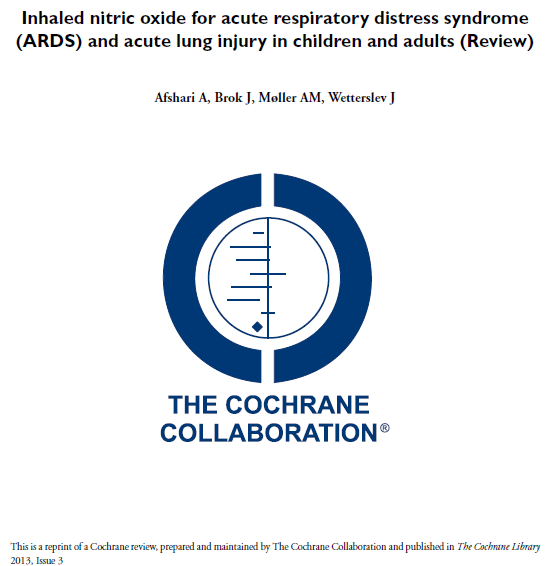 Inhaled nitric oxide for acute respiratory distress syndrome
(ARDS) and acute lung injury in children and adults (Review)
Afshari A, Brok J, Møller AM, Wetterslev J
THE COCHRANE
COLLABORATION®
This is a reprint of a Cochrane review, prepared and maintained by The Cochrane Collaboration and published in The Cochrane Library
2013, Issue 3